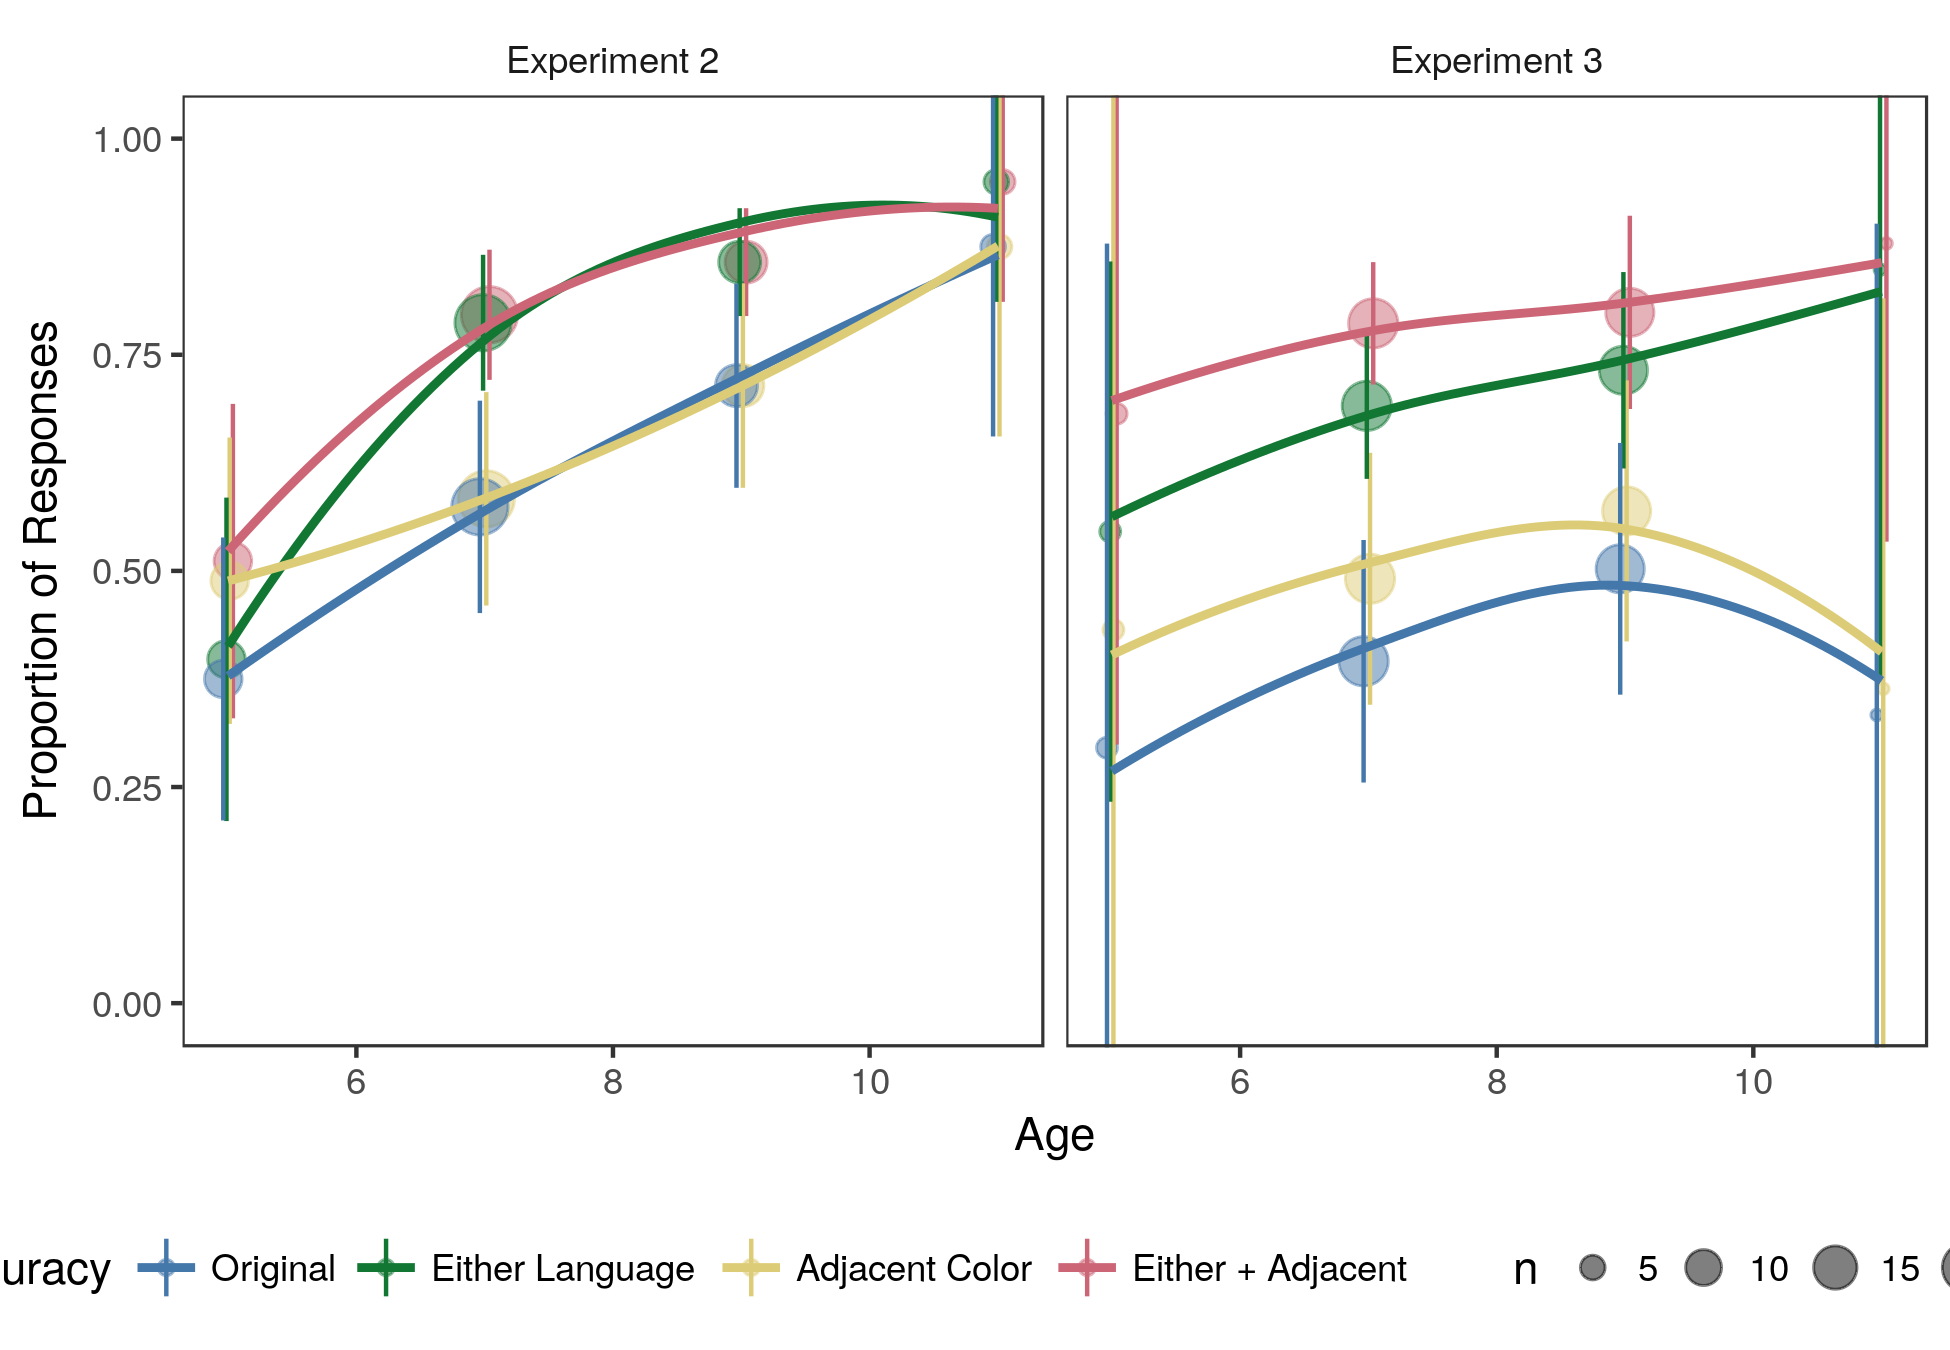 Experiment 2
Experiment 3
1.00
0.75
0.50
0.25
0.00
Proportion of Responses
6 8 10
6 8 10
Age
uracy Original Either Language Adjacent Color Either + Adjacent n 5 10 15